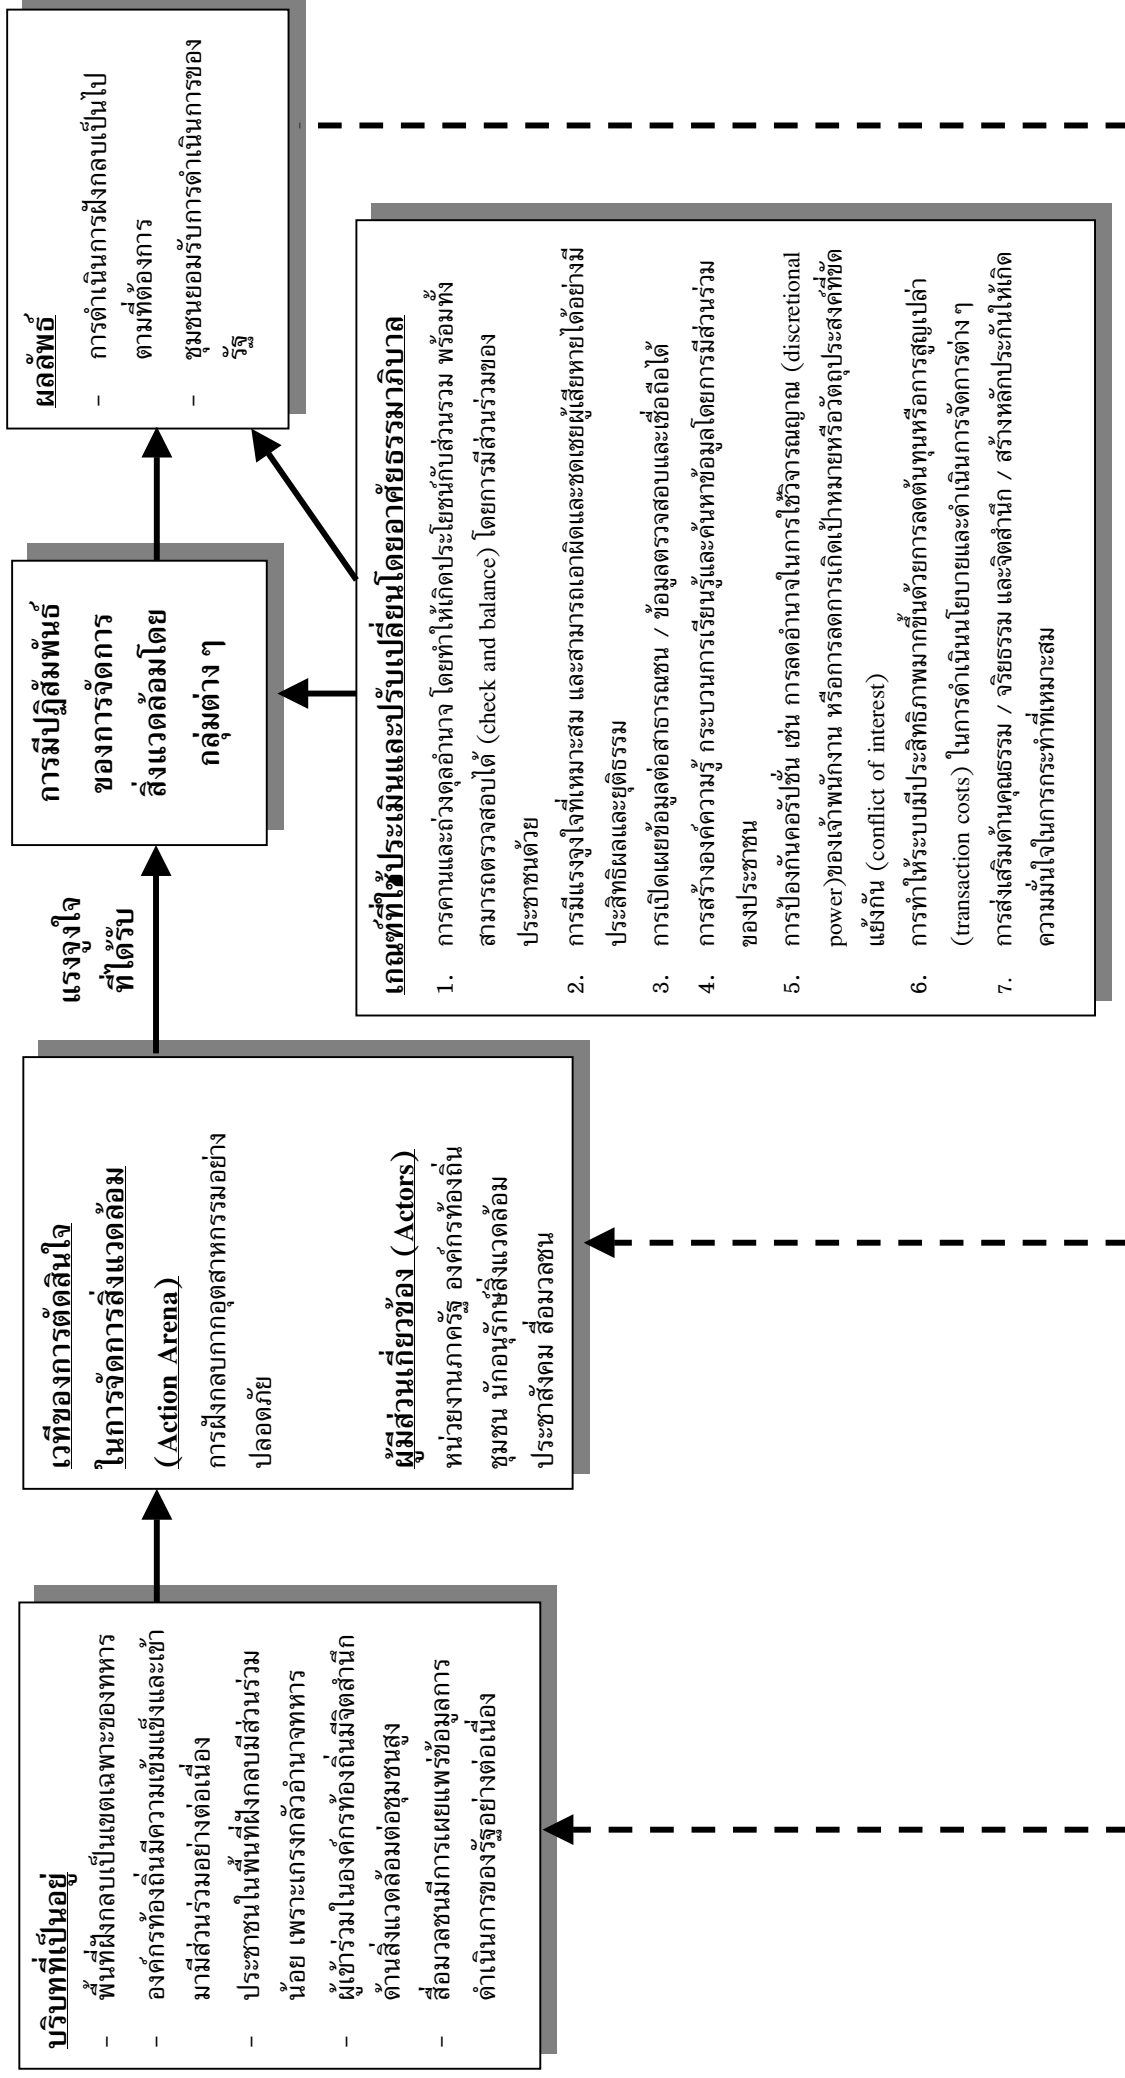 บริบทที่เป็นอยู่
- พื้นที่ฝังกลบเป็นเขตเฉพาะของทหาร
- องค์กรท้องถิ่นมีความเข้มแข็งและเข้า
มามีส่วนร่วมอย่างต่อเนื่อง
- ประชาชนในพื้นที่ฝังกลบมีส่วนร่วม
น้อย เพราะเกรงกลัวอำนาจทหาร
- ผู้เข้าร่วมในองค์กรท้องถิ่นมีจิตสำนึก
ด้านสิ่งแวดล้อมต่อชุมชนสูง
- สื่อมวลชนมีการเผยแพร่ข้อมูลการ
ดำเนินการของรัฐอย่างต่อเนื่อง
เวทีของการตัดสินใจ
ในการจัดการสิ่งแวดล้อม
(Action Arena)
การฝังกลบกากอุตสาหกรรมอย่าง
ปลอดภัย
ผู้มีส่วนเกี่ยวข้อง (Actors)
หน่วยงานภาครัฐ องค์กรท้องถิ่น
ชุมชน นักอนุรักษ์สิ่งแวดล้อม
ประชาสังคม สื่อมวลชน
แรงจูงใจ
ที่ได้รับ
การมีปฏิสัมพันธ์
ของการจัดการ
สิ่งแวดล้อมโดย
กลุ่มต่าง ๆ
ผลลัพธ์
- การดำเนินการฝังกลบเป็นไป
ตามที่ต้องการ
- ชุมชนยอมรับการดำเนินการของ
รัฐ
เกณฑ์ที่ใช้ประเมินและปรับเปลี่ยนโดยอาศัยธรรมาภิบาล
1. การคานและถ่วงดุลอำนาจ โดยทำให้เกิดประโยชน์กับส่วนรวม พร้อมทั้ง
สามารถตรวจสอบได้ (check and balance) โดยการมีส่วนร่วมของ
ประชาชนด้วย
2. การมีแรงจูงใจที่เหมาะสม และสามารถเอาผิดและชดเชยผู้เสียหายได้อย่างมี
ประสิทธิผลและยุติธรรม
3. การเปิดเผยข้อมูลต่อสาธารณชน / ข้อมูลตรวจสอบและเชื่อถือได้
4. การสร้างองค์ความรู้ กระบวนการเรียนรู้และค้นหาข้อมูลโดยการมีส่วนร่วม
ของประชาชน
5. การป้องกันคอรัปชั่น เช่น การลดอำนาจในการใช้วิจารณญาณ (discretional
power)ของเจ้าพนักงาน หรือการลดการเกิดเป้าหมายหรือวัตถุประสงค์ที่ขัด
แย้งกัน (conflict of interest)
6. การทำให้ระบบมีประสิทธิภาพมากขึ้นด้วยการลดต้นทุนหรือการสูญเปล่า
(transaction costs) ในการดำเนินนโยบายและดำเนินการจัดการต่าง ๆ
7. การส่งเสริมด้านคุณธรรม / จริยธรรม และจิตสำนึก / สร้างหลักประกันให้เกิด
ความมั่นใจในการกระทำที่เหมาะสม